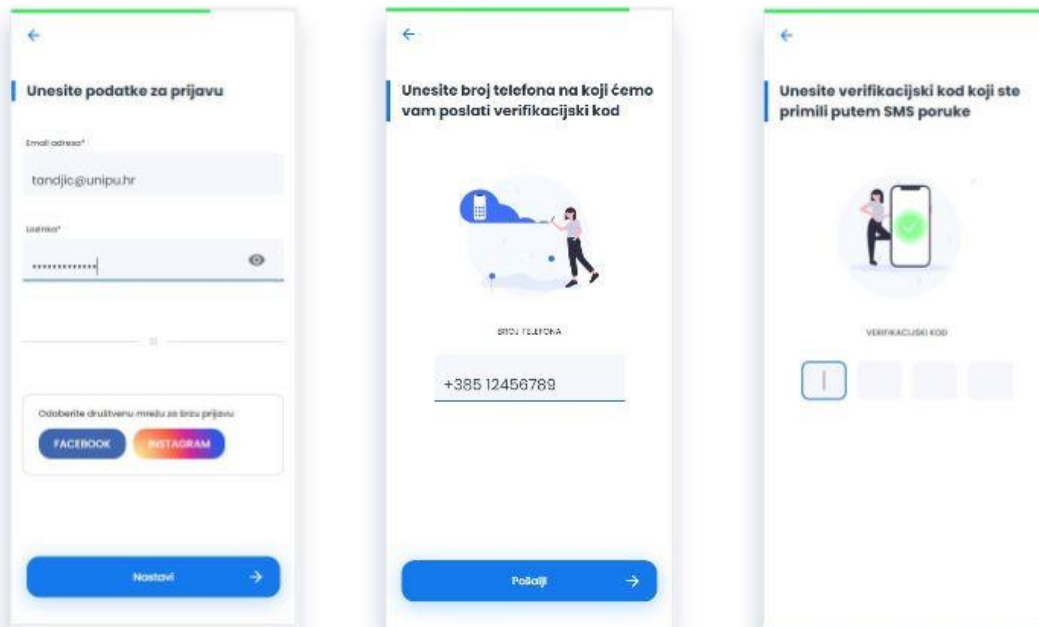 Unesite podatke za prijavu
Email adresa*
tandjic@unipu.hr
Lozinka*
•••••••••••••
Odaberite društvenu mrežu za brzu prijavu
FACEBOOK
INSTAGRAM
Nastavi
Unesite broj telefona na koji ćemo
vam poslati verifikacijski kod
BROJ TELEFONA
+385 12456789
Pošalji
Unesite verifikacijski kod koji ste
primili putem SMS poruke
VERIFIKACIJSKI KOD